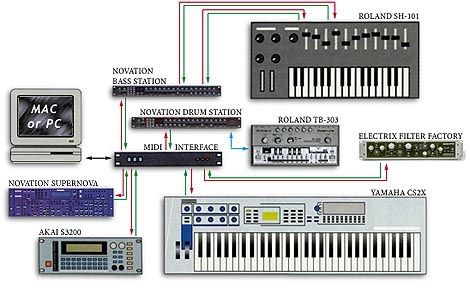 ROLAND SH-101
NOVATION
BASS STATION
NOVATION DRUM STATION
MAC
or PC
ROLAND TB-303
ELECTRIX FILTER FACTORY
MIDI INTERFACE
NOVATION SUPERNOVA
YAMAHA CS2X
AKAI S3200